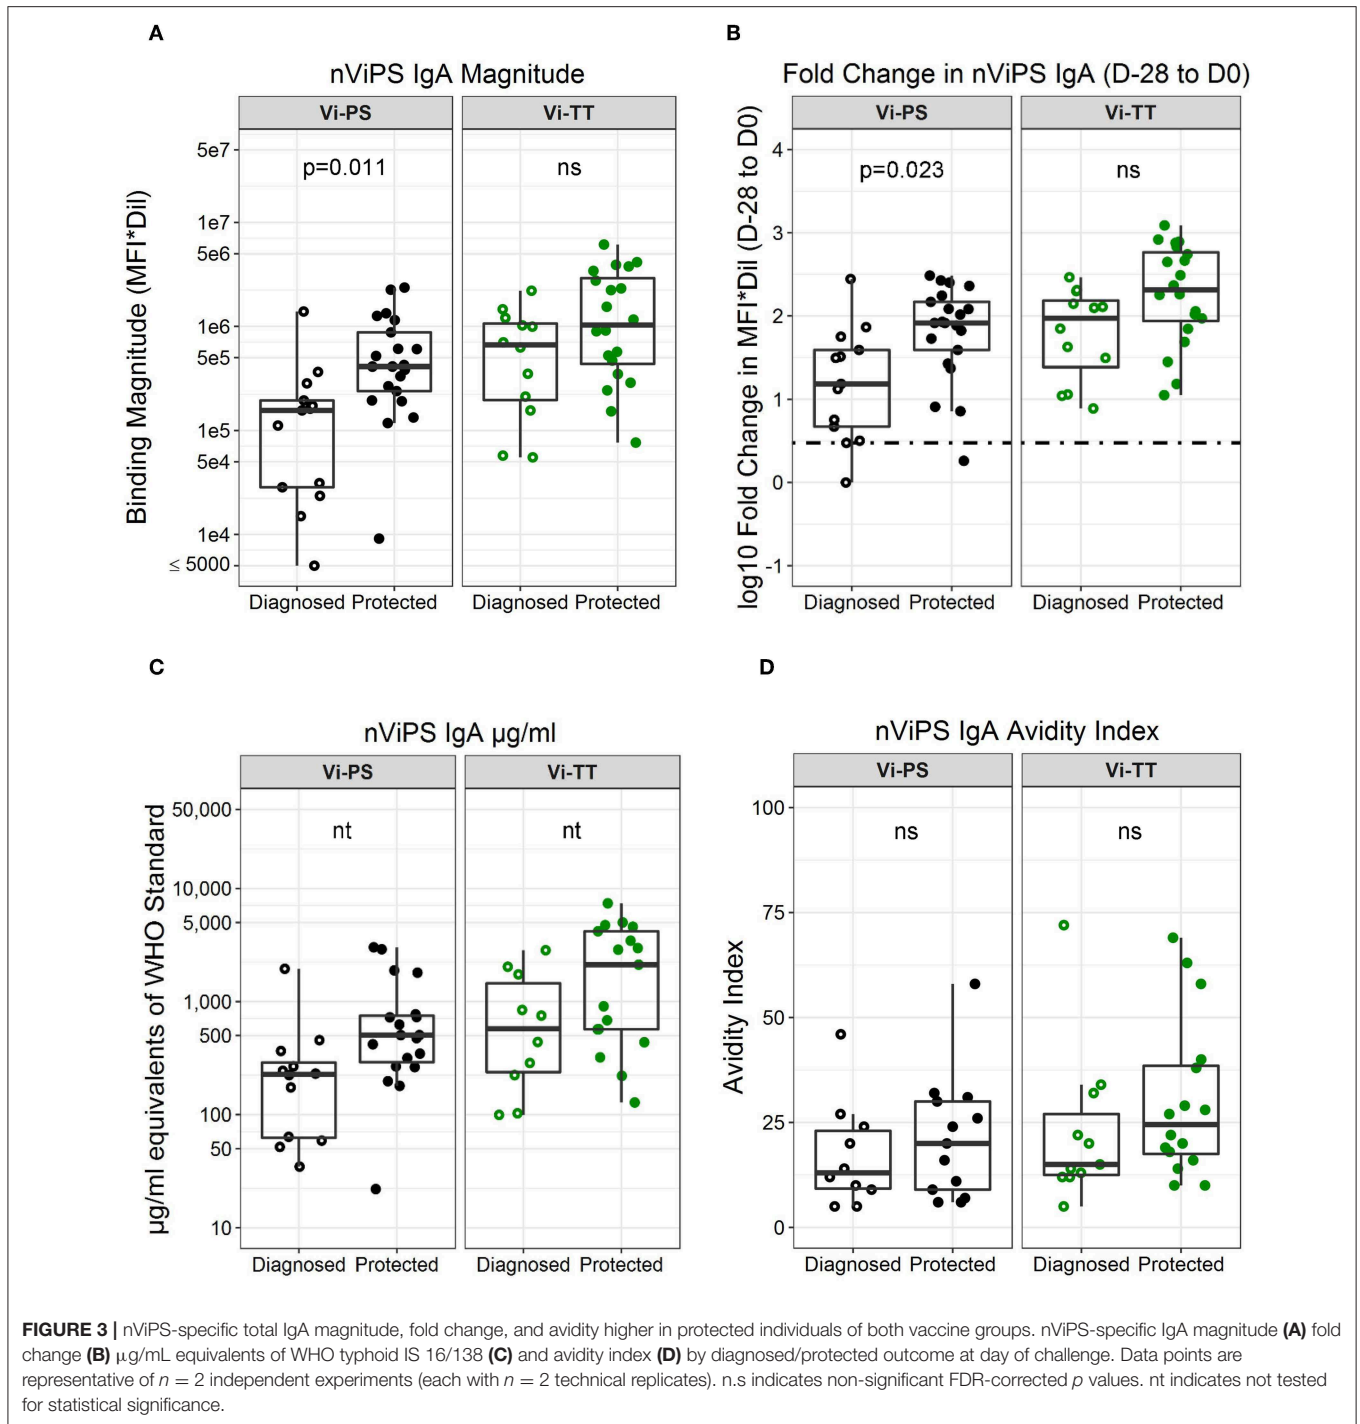 A
nViPS IgA Magnitude
Vi-PS
Vi-TT
p=0.011
ns
Binding Magnitude (MFI*Dil)
5e7
1e7
5e6
1e6
5e5
1e5
5e4
1e4
≤ 5000
Diagnosed Protected
Diagnosed Protected
B
Fold Change in nViPS IgA (D-28 to D0)
Vi-PS
Vi-TT
p=0.023
ns
log10 Fold Change in MFI*Dil (D-28 to D0)
4
3
2
1
0
-1
Diagnosed Protected
Diagnosed Protected
C
nViPS IgA µg/ml
Vi-PS
Vi-TT
nt
nt
µg/ml equivalents of WHO Standard
50,000
10,000
5,000
1,000
500
100
50
10
Diagnosed Protected
Diagnosed Protected
D
nViPS IgA Avidity Index
Vi-PS
Vi-TT
ns
ns
Avidity Index
100
75
50
25
0
Diagnosed Protected
Diagnosed Protected
FIGURE 3 | nViPS-specific total IgA magnitude, fold change, and avidity higher in protected individuals of both vaccine groups. nViPS-specific IgA magnitude (A) fold
change (B) µg/mL equivalents of WHO typhoid IS 16/138 (C) and avidity index (D) by diagnosed/protected outcome at day of challenge. Data points are
representative of n = 2 independent experiments (each with n = 2 technical replicates). n.s indicates non-significant FDR-corrected p values. nt indicates not tested
for statistical significance.